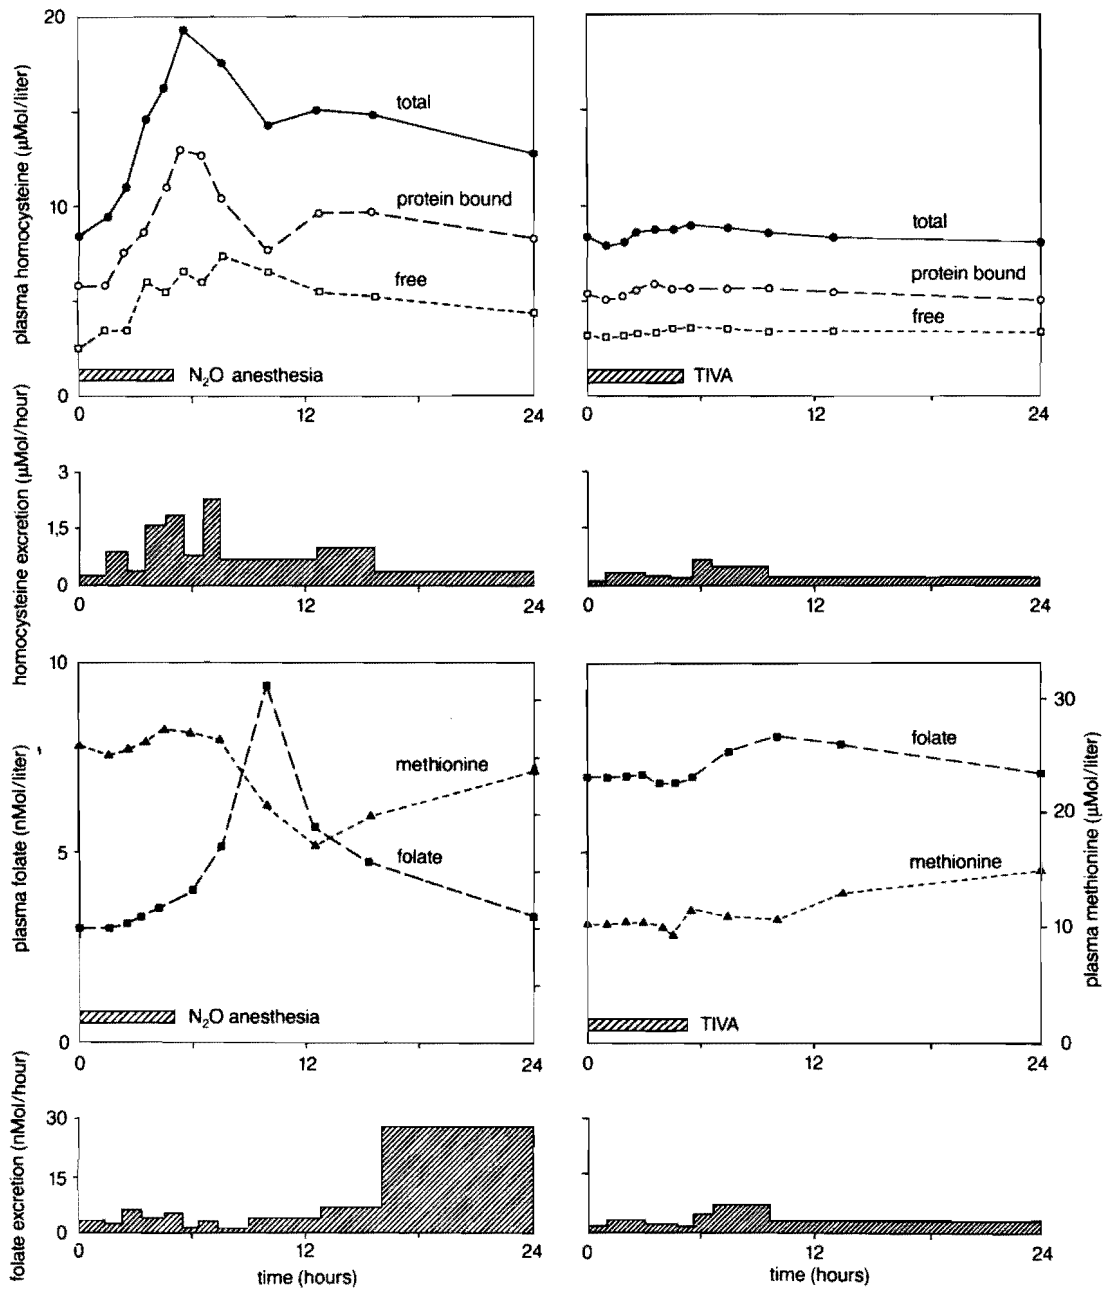 plasma homocysteine (μMol/liter)
20
10
0
total
protein bound
free
N₂O anesthesia
0 12 24
total
protein bound
free
TIVA
0 12 24
homocysteine excretion (μMol/hour)
3
1,5
0
0 12 24
0 12 24
plasma folate (nMol/liter)
10
5
0
methionine
folate
N₂O anesthesia
0 12 24
folate
methionine
TIVA
0 12 24
30
20
10
0
plasma methionine (μMol/liter)
folate excretion (nMol/hour)
30
15
0
0 12 24
time (hours)
0 12 24
time (hours)